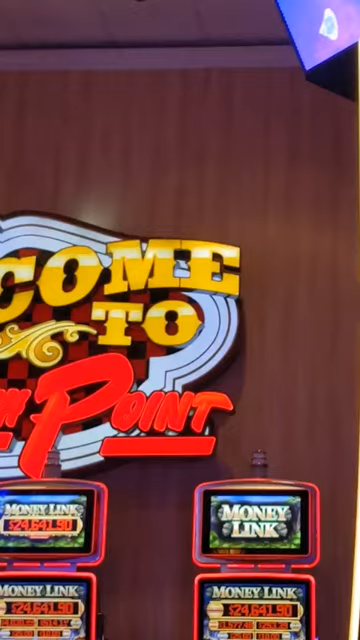 COME
TO
POINT
MONEY LINK
$24,641.90
MONEY
LINK
MONEY LINK
$24,641.90
MONEY LINK
$24,641.90